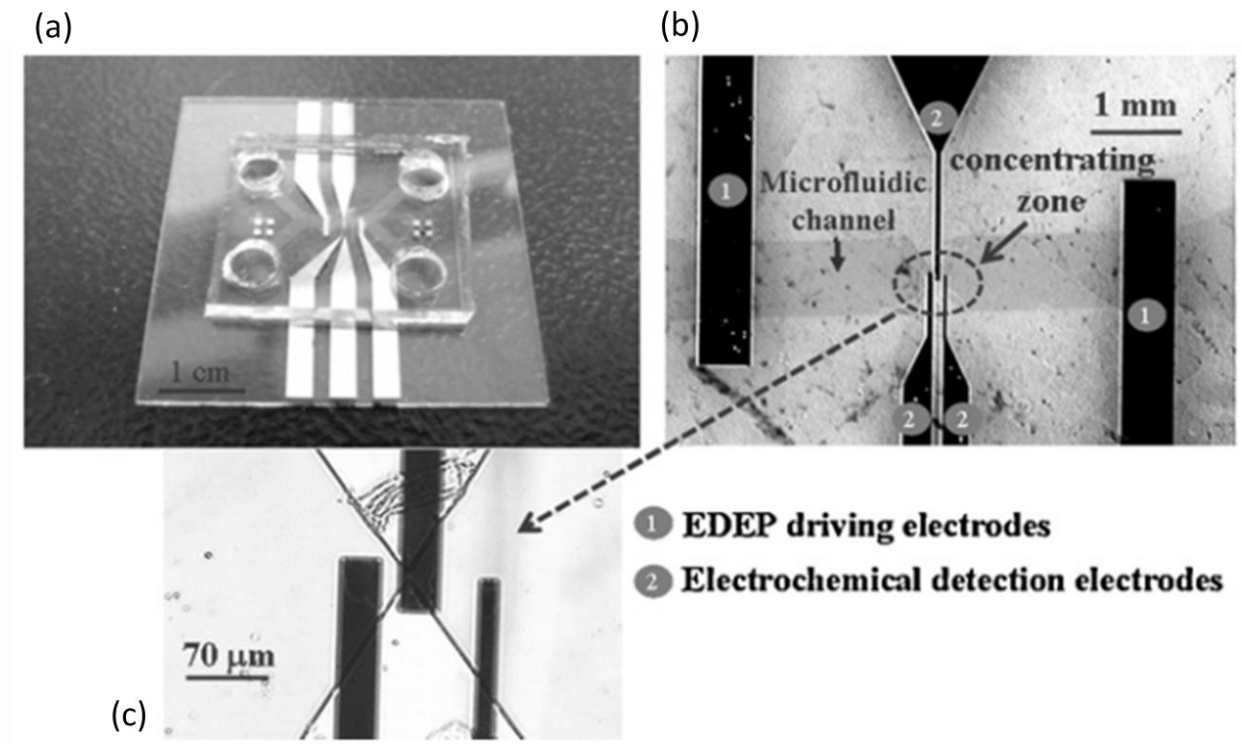 (a)
(b)
1 cm
1 mm
2
concentrating
zone
1
Microfluidic
channel
1
2
2
1 EDEP driving electrodes
2 Electrochemical detection electrodes
70 µm
(c)